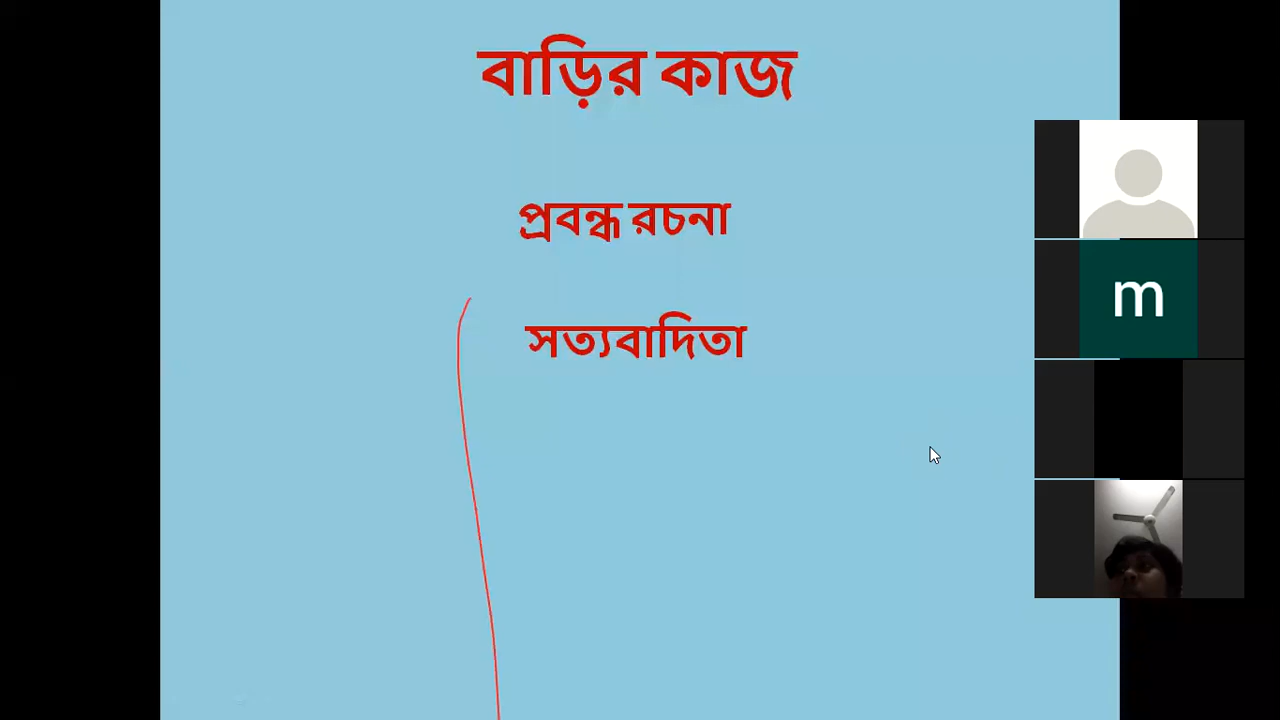 বাড়ির কাজ
প্রবন্ধ রচনা
সত্যবাদিতা
m